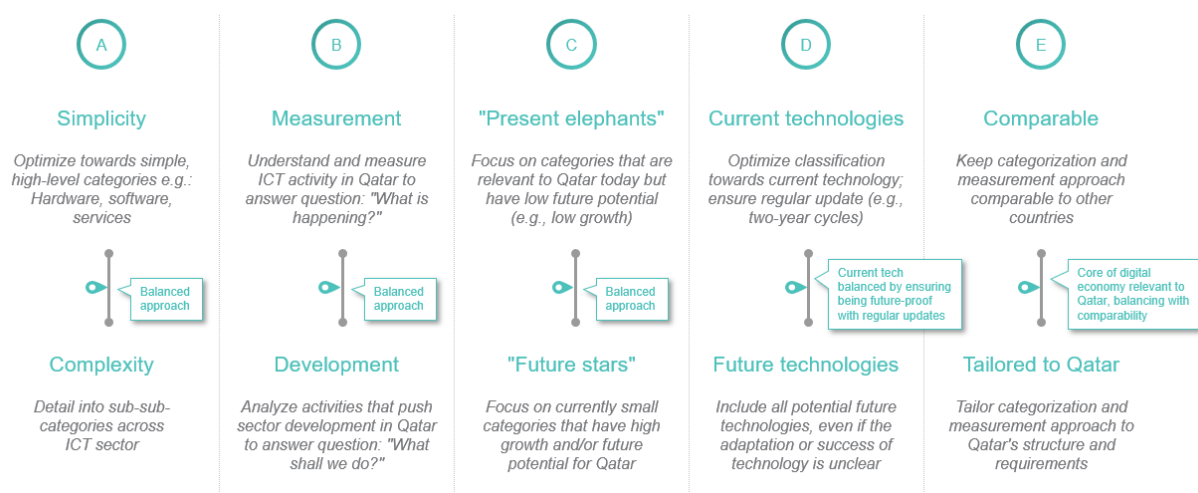 A
Simplicity
Optimize towards simple,
high-level categories e.g.:
Hardware, software,
services
Balanced
approach
Complexity
Detail into sub-sub-
categories across
ICT sector
B
Measurement
Understand and measure
ICT activity in Qatar to
answer question: "What is
happening?"
Balanced
approach
Development
Analyze activities that push
sector development in Qatar
to answer question: "What
shall we do?"
C
"Present elephants"
Focus on categories that are
relevant to Qatar today but
have low future potential
(e.g., low growth)
Balanced
approach
"Future stars"
Focus on currently small
categories that have high
growth and/or future
potential for Qatar
D
Current technologies
Optimize classification
towards current technology;
ensure regular update (e.g.,
two-year cycles)
Current tech
balanced by ensuring
being future-proof
with regular updates
Future technologies
Include all potential future
technologies, even if the
adaptation or success of
technology is unclear
E
Comparable
Keep categorization and
measurement approach
comparable to other
countries
Core of digital
economy relevant to
Qatar, balancing with
comparability
Tailored to Qatar
Tailor categorization and
measurement approach to
Qatar's structure and
requirements